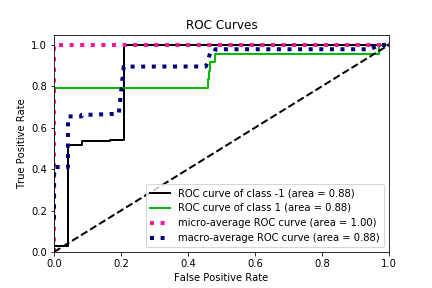 ROC Curves
True Positive Rate
1.0
0.8
0.6
0.4
0.2
0.0
ROC curve of class -1 (area = 0.88)
ROC curve of class 1 (area = 0.88)
micro-average ROC curve (area = 1.00)
macro-average ROC curve (area = 0.88)
0.0 0.2 0.4 0.6 0.8 1.0
False Positive Rate